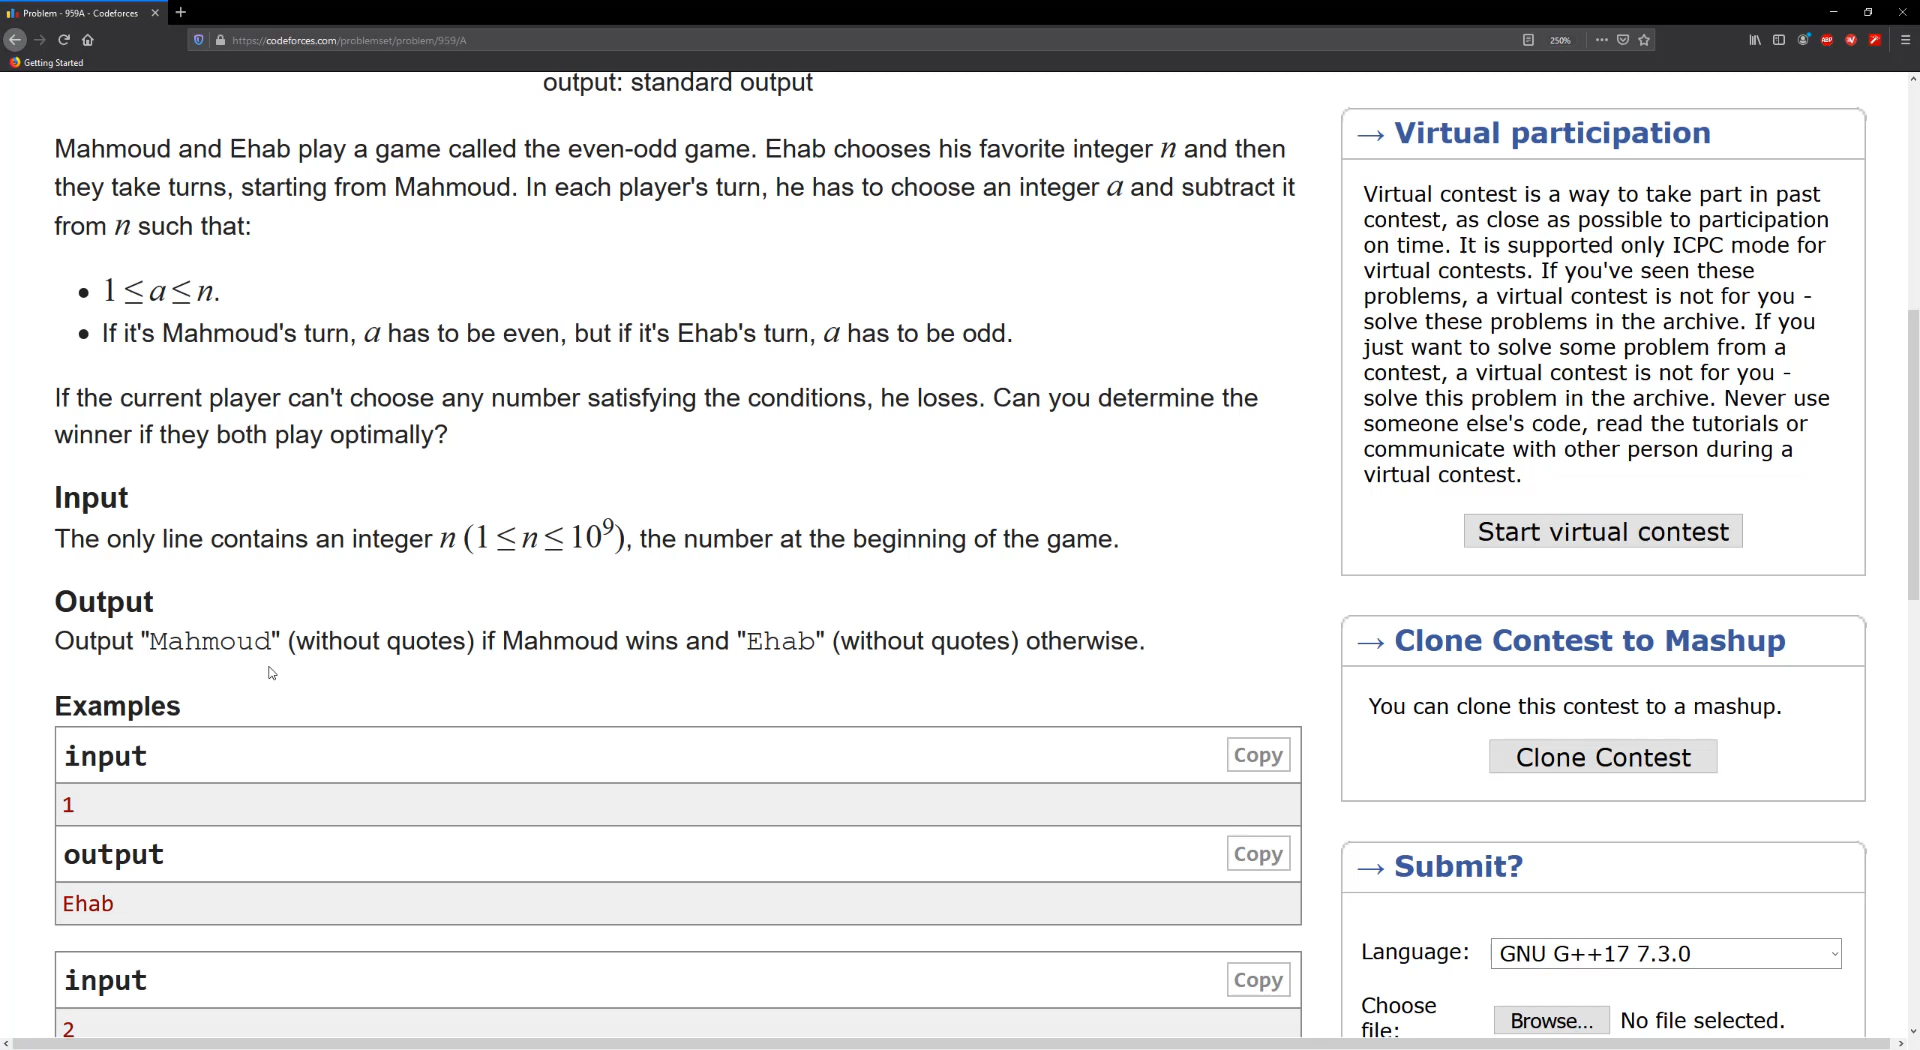 Problem - 959A - Codeforces
https://codeforces.com/problemset/problem/959/A
250%
ABP
Getting Started
output: standard output
Mahmoud and Ehab play a game called the even-odd game. Ehab chooses his favorite integer n and then
they take turns, starting from Mahmoud. In each player's turn, he has to choose an integer a and subtract it
from n such that:
• 1 ≤ a ≤ n.
• If it's Mahmoud's turn, a has to be even, but if it's Ehab's turn, a has to be odd.
If the current player can't choose any number satisfying the conditions, he loses. Can you determine the
winner if they both play optimally?
Input
The only line contains an integer n (1 ≤ n ≤ 10⁹), the number at the beginning of the game.
Output
Output "Mahmoud" (without quotes) if Mahmoud wins and "Ehab" (without quotes) otherwise.
Examples
input
Copy
1
output
Copy
Ehab
input
Copy
2
→ Virtual participation
Virtual contest is a way to take part in past
contest, as close as possible to participation
on time. It is supported only ICPC mode for
virtual contests. If you've seen these
problems, a virtual contest is not for you -
solve these problems in the archive. If you
just want to solve some problem from a
contest, a virtual contest is not for you -
solve this problem in the archive. Never use
someone else's code, read the tutorials or
communicate with other person during a
virtual contest.
Start virtual contest
→ Clone Contest to Mashup
You can clone this contest to a mashup.
Clone Contest
→ Submit?
Language:
GNU G++17 7.3.0
Choose
file:
Browse...
No file selected.